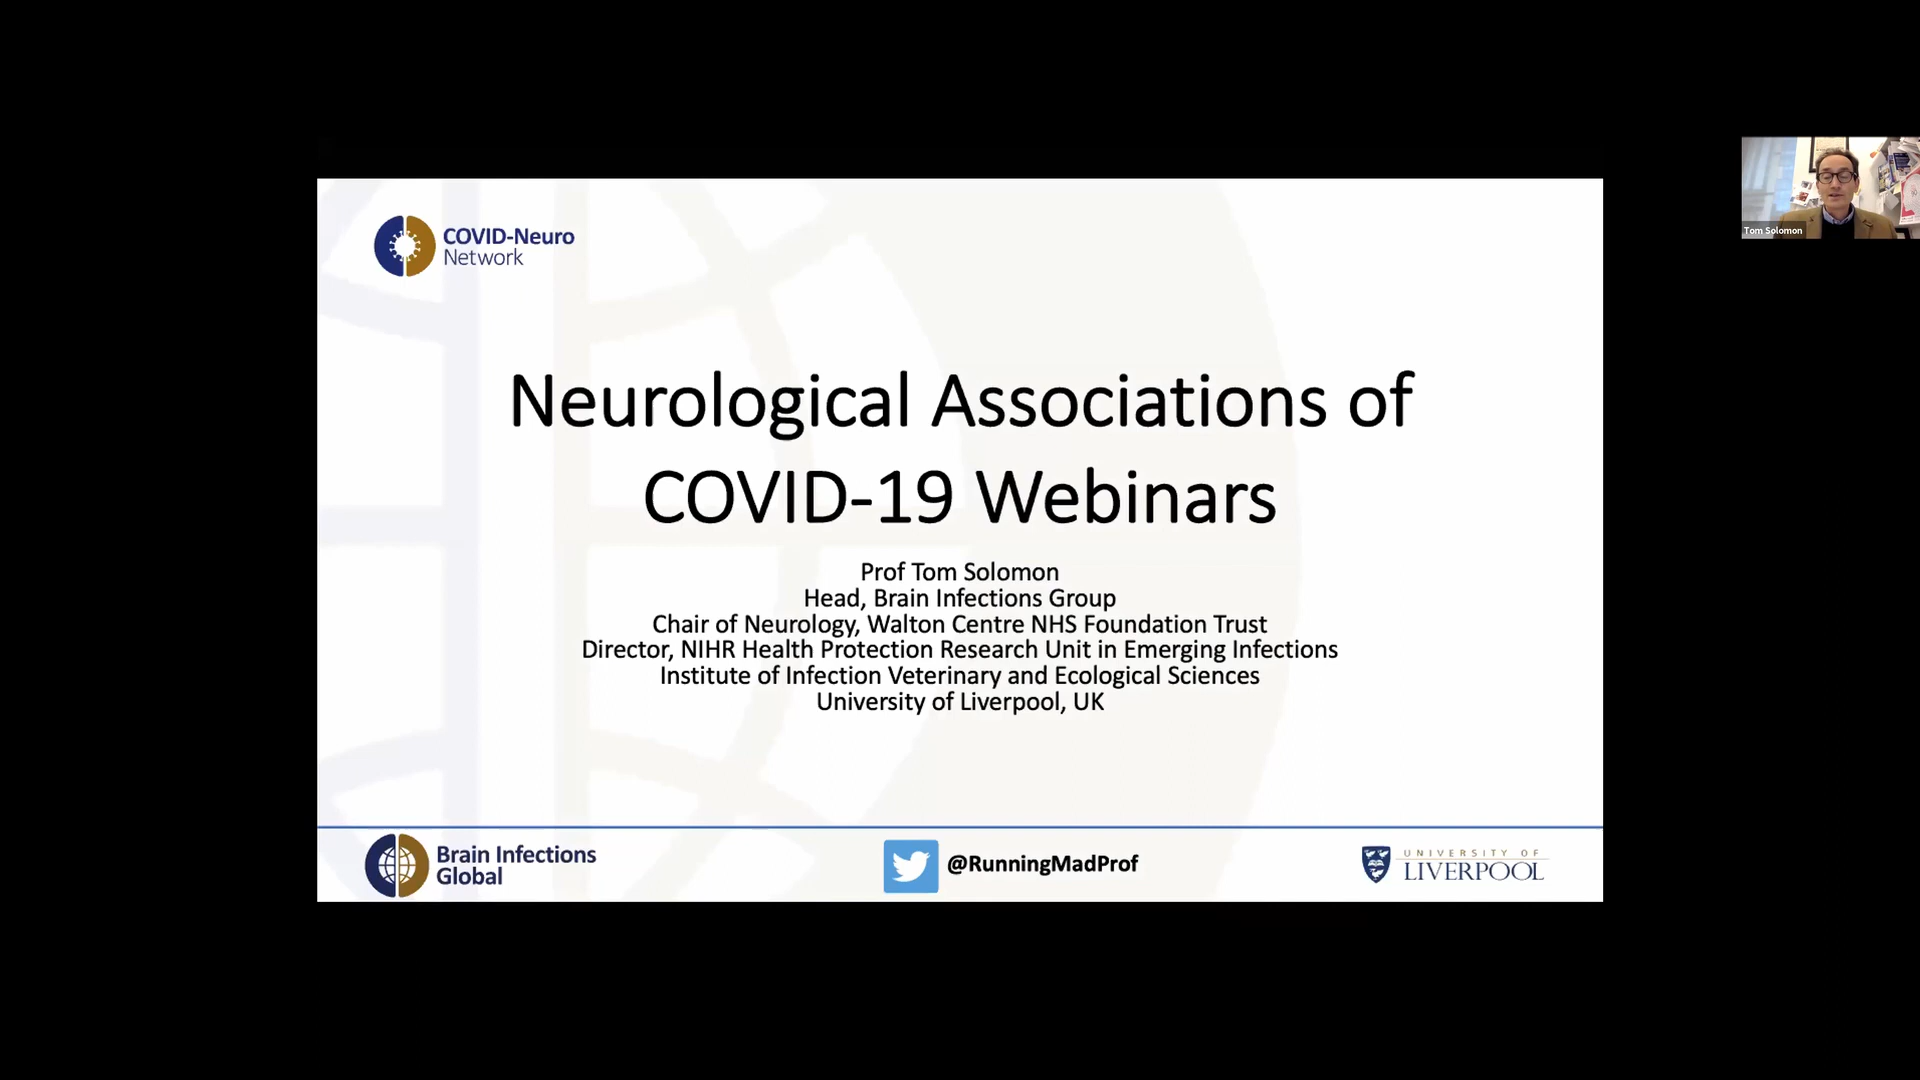 COVID-Neuro
Network
Tom Solomon
Neurological Associations of
COVID-19 Webinars
Prof Tom Solomon
Head, Brain Infections Group
Chair of Neurology, Walton Centre NHS Foundation Trust
Director, NIHR Health Protection Research Unit in Emerging Infections
Institute of Infection Veterinary and Ecological Sciences
University of Liverpool, UK
Brain Infections
Global
@RunningMadProf
UNIVERSITY OF
LIVERPOOL